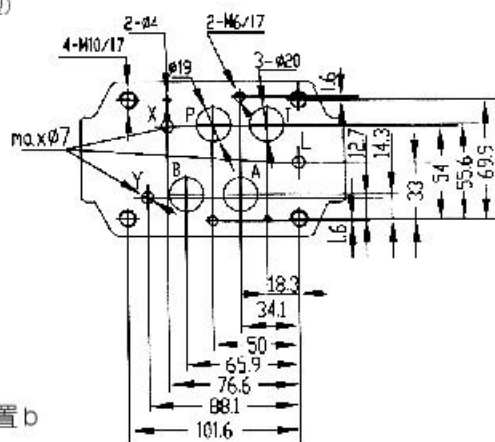 2-ø4
2-M6/17
4-M10/17
ø19
3-ø20
1.6
X
P
T
maxø7
L
Y
B
A
12.7
14.3
33
54
55.6
69.9
1.6
18.3
34.1
50
65.9
76.6
88.1
101.6
置b